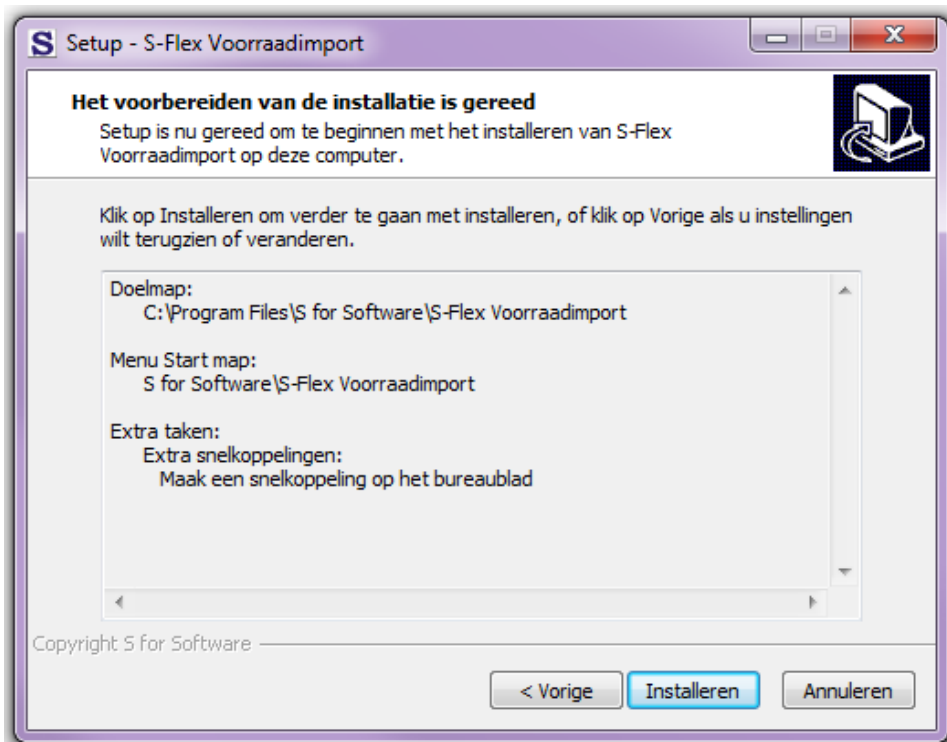 S Setup - S-Flex Voorraadimport
Het voorbereiden van de installatie is gereed
Setup is nu gereed om te beginnen met het installeren van S-Flex
Voorraadimport op deze computer.
Klik op Installeren om verder te gaan met installeren, of klik op Vorige als u instellingen
wilt terugzien of veranderen.
Doelmap:
C:\Program Files\S for Software\S-Flex Voorraadimport
Menu Start map:
S for Software\S-Flex Voorraadimport
Extra taken:
Extra snelkoppelingen:
Maak een snelkoppeling op het bureaublad
Copyright S for Software
< Vorige Installeren Annuleren